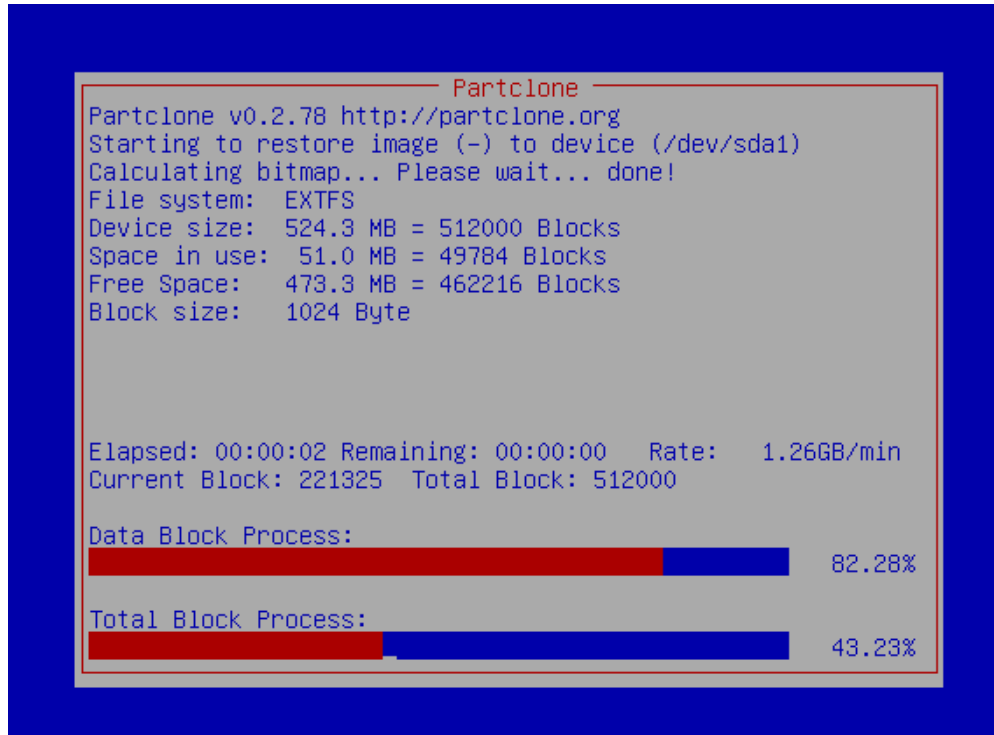 Partclone
Partclone v0.2.78 http://partclone.org
Starting to restore image (-) to device (/dev/sda1)
Calculating bitmap... Please wait... done!
File system:  EXTFS
Device size:  524.3 MB = 512000 Blocks
Space in use:  51.0 MB = 49784 Blocks
Free Space:   473.3 MB = 462216 Blocks
Block size:   1024 Byte
Elapsed: 00:00:02 Remaining: 00:00:00   Rate:   1.26GB/min
Current Block: 221325  Total Block: 512000
Data Block Process:
82.28%
Total Block Process:
43.23%